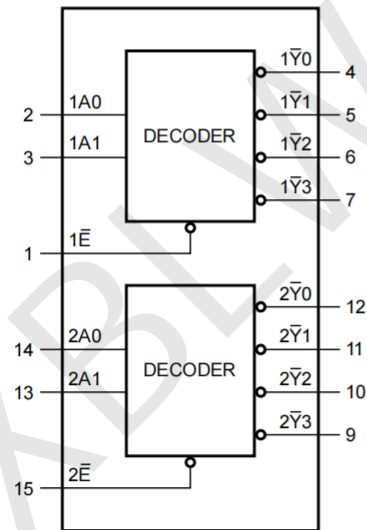 1Y̅0 4
2 1A0 1Y̅1 5
DECODER
3 1A1 1Y̅2 6
1Y̅3 7
1 1E̅
2Y̅0 12
14 2A0 2Y̅1 11
DECODER
13 2A1 2Y̅2 10
2Y̅3 9
15 2E̅
XBLW